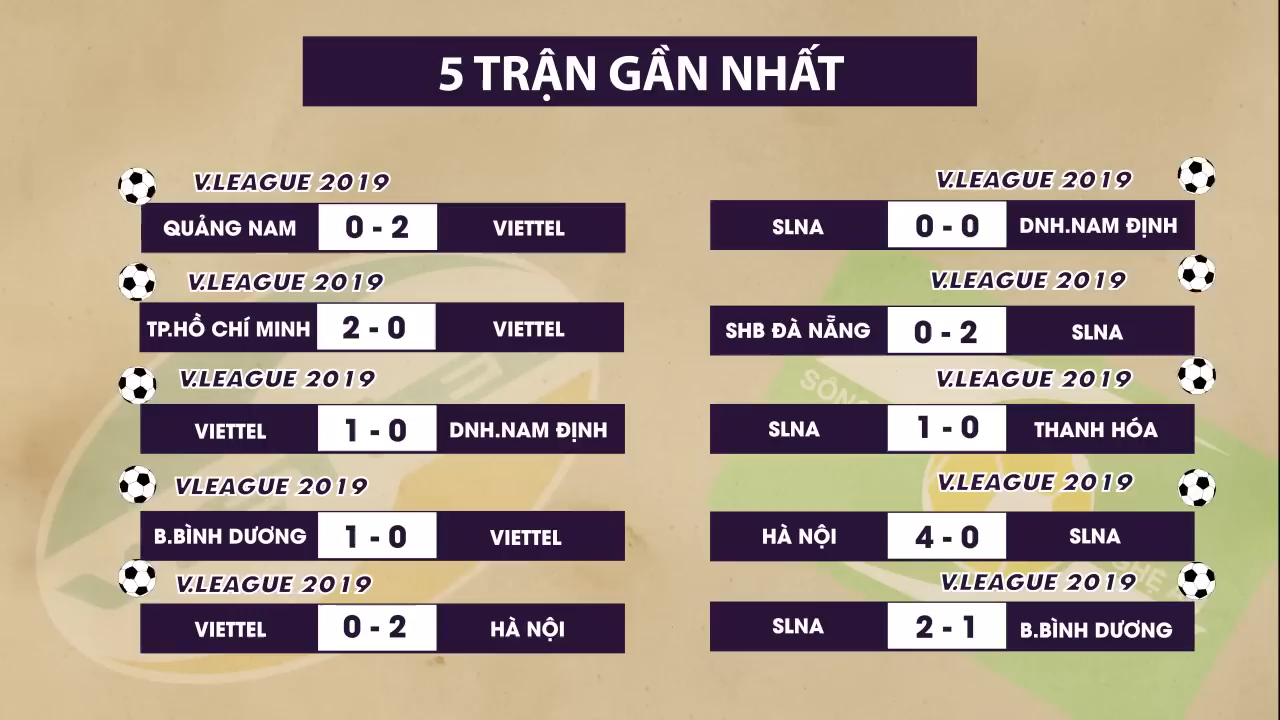 5 TRẬN GẦN NHẤT
V.LEAGUE 2019
QUẢNG NAM 0 - 2 VIETTEL
V.LEAGUE 2019
TP.HỒ CHÍ MINH 2 - 0 VIETTEL
V.LEAGUE 2019
VIETTEL 1 - 0 DNH.NAM ĐỊNH
VLEAGUE 2019
B.BÌNH DƯƠNG 1 - 0 VIETTEL
V.LEAGUE 2019
VIETTEL 0 - 2 HÀ NỘI
V.LEAGUE 2019
SLNA 0 - 0 DNH.NAM ĐỊNH
V.LEAGUE 2019
SHB ĐÀ NẴNG 0 - 2 SLNA
V.LEAGUE 2019
SLNA 1 - 0 THANH HÓA
V.LEAGUE 2019
HÀ NỘI 4 - 0 SLNA
V.LEAGUE 2019
SLNA 2 - 1 B.BÌNH DƯƠNG
SÔNG